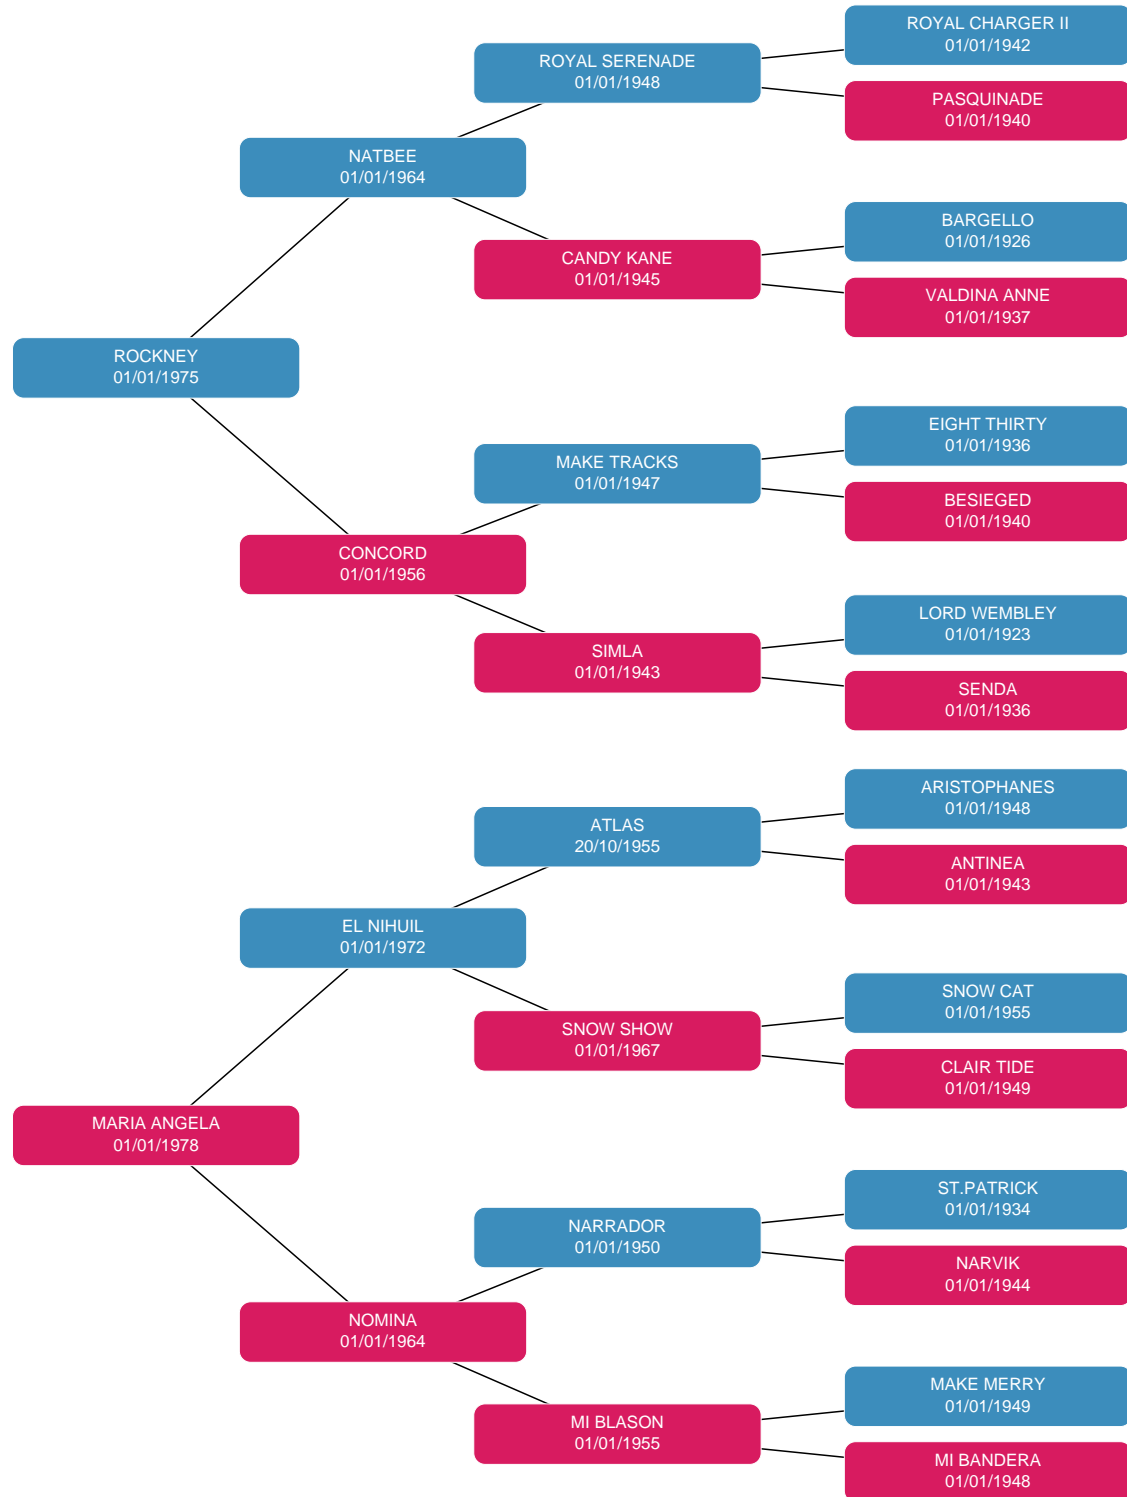 ROYAL CHARGER II
01/01/1942
ROYAL SERENADE
01/01/1948
PASQUINADE
01/01/1940
NATBEE
01/01/1964
BARGELLO
01/01/1926
CANDY KANE
01/01/1945
VALDINA ANNE
01/01/1937
ROCKNEY
01/01/1975
EIGHT THIRTY
01/01/1936
MAKE TRACKS
01/01/1947
BESIEGED
01/01/1940
CONCORD
01/01/1956
LORD WEMBLEY
01/01/1923
SIMLA
01/01/1943
SENDA
01/01/1936
ARISTOPHANES
01/01/1948
ATLAS
20/10/1955
ANTINEA
01/01/1943
EL NIHUIL
01/01/1972
SNOW CAT
01/01/1955
SNOW SHOW
01/01/1967
CLAIR TIDE
01/01/1949
MARIA ANGELA
01/01/1978
ST.PATRICK
01/01/1934
NARRADOR
01/01/1950
NARVIK
01/01/1944
NOMINA
01/01/1964
MAKE MERRY
01/01/1949
MI BLASON
01/01/1955
MI BANDERA
01/01/1948